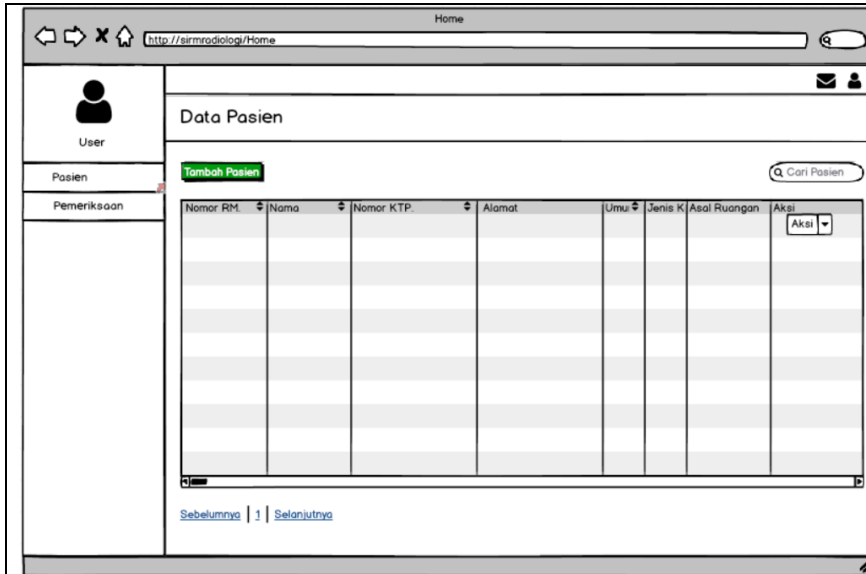 Home
http://sirmradiologi/Home
User
Data Pasien
Pasien
Pemeriksaan
Tambah Pasien
Cari Pasien
Nomor RM. Nama Nomor KTP. Alamat Umu Jenis K Asal Ruangan Aksi
Aksi
Sebelumnya | 1 | Selanjutnya